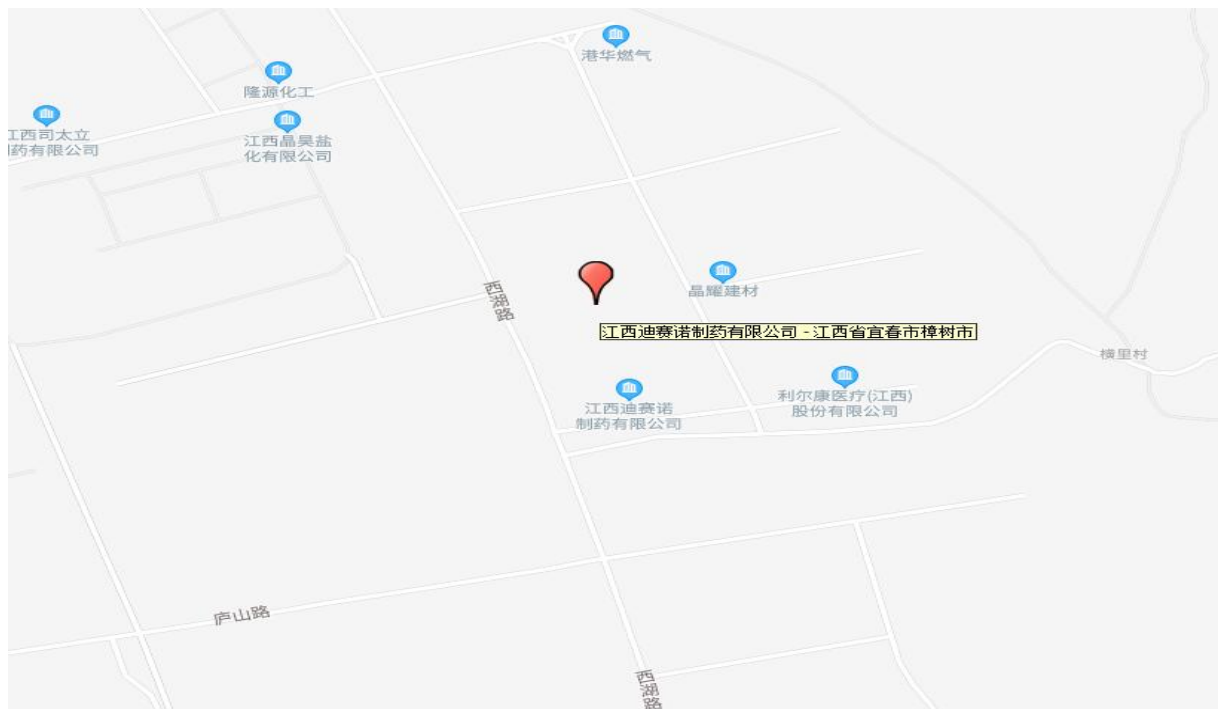 港华燃气
隆源化工
江西司太立
制药有限公司
江西晶昊盐
化有限公司
西湖路
晶耀建材
江西迪赛诺制药有限公司 - 江西省宜春市樟树市
横里村
江西迪赛诺
制药有限公司
利尔康医疗(江西)
股份有限公司
庐山路
西湖路